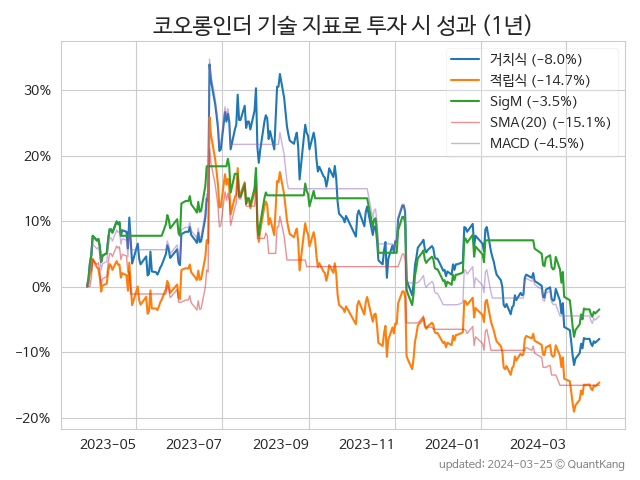 코오롱인더 기술 지표로 투자 시 성과 (1년)
거치식 (−8.0%)
적립식 (−14.7%)
SigM (−3.5%)
SMA(20) (−15.1%)
MACD (−4.5%)
30%
20%
10%
0%
−10%
−20%
2023−05 2023−07 2023−09 2023−11 2024−01 2024−03
updated: 2024−03−25 © QuantKang